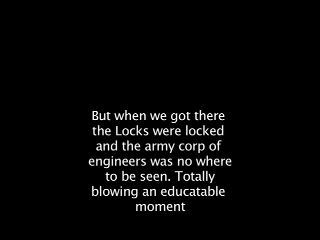 But when we got there
the Locks were locked
and the army corp of
engineers was no where
to be seen. Totally
blowing an educatable
moment